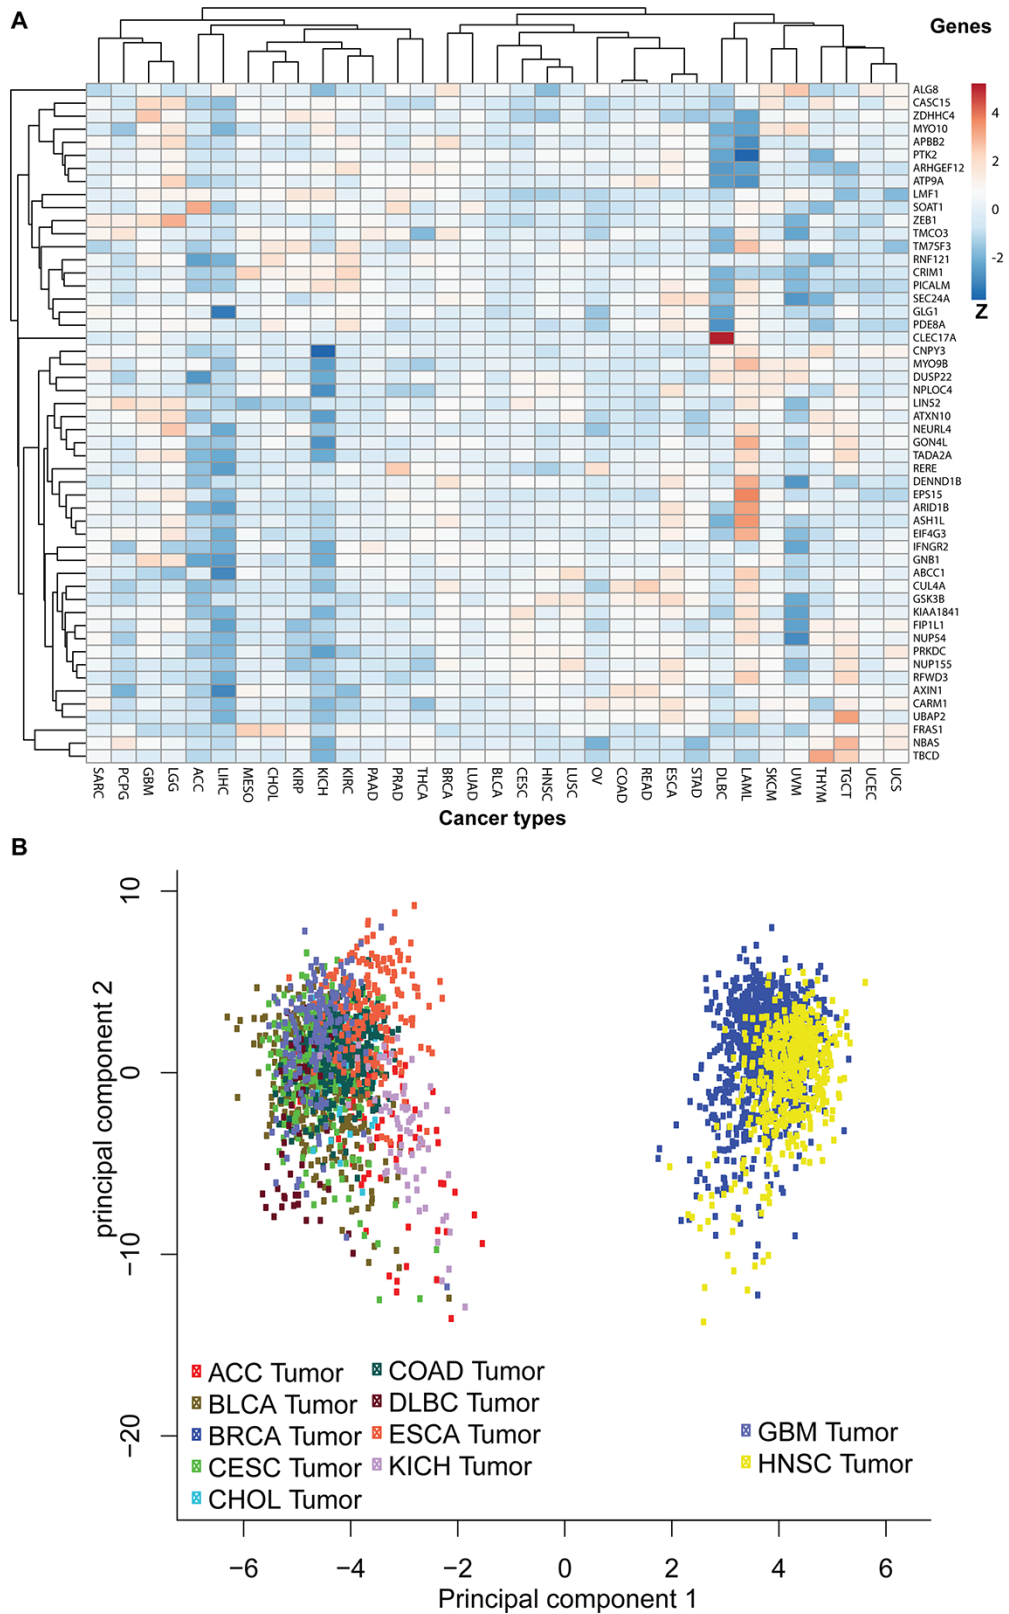 A
Genes
ALG8
CASC15
ZDHHC4
MYO10
APBB2
PTK2
ARHGEF12
ATP9A
LMF1
SOAT1
ZEB1
TMCO3
TM7SF3
RNF121
CRIM1
PICALM
SEC24A
GLG1
PDE8A
CLEC17A
CNPY3
MYO9B
DUSP22
NPLOC4
LINS2
ATXN10
NEURL4
GON4L
TADA2A
RERE
DENND1B
EPS15
ARID1B
ASH1L
EIF4G3
IFNGR2
GNB1
ABCC1
CUL4A
GSK3B
KIAA1841
FIP1L1
NUP54
PRKDC
NUP155
RFWD3
AXIN1
CARM1
UBAP2
FRAS1
NBAS
TBCD
4
2
0
-2
Z
SARC
PCPG
GBM
LGG
ACC
LIHC
MESO
CHOL
KIRP
KICH
KIRC
PAAD
PRAD
THCA
BRCA
LUAD
BLCA
CESC
HNSC
LUSC
OV
COAD
READ
ESCA
STAD
DLBC
LAML
SKCM
UVM
THYM
TGCT
UCEC
UCS
Cancer types
B
principal component 2
10
0
−10
−20
ACC Tumor
BLCA Tumor
BRCA Tumor
CESC Tumor
CHOL Tumor
COAD Tumor
DLBC Tumor
ESCA Tumor
KICH Tumor
GBM Tumor
HNSC Tumor
−6
−4
−2
0
2
4
6
Principal component 1